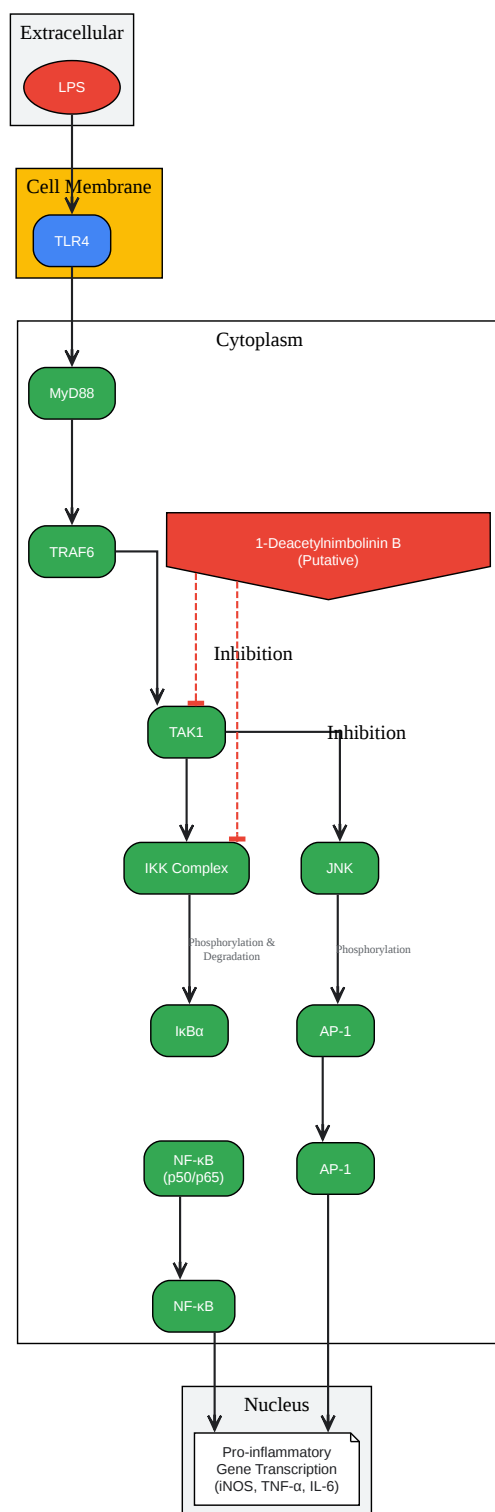 Extracellular
LPS
Cell Membrane
TLR4
Cytoplasm
MyD88
TRAF6
1-Deacetylnimbolinin B
(Putative)
Inhibition
TAK1
Inhibition
IKK Complex
JNK
Phosphorylation &
Degradation
Phosphorylation
IκBα
AP-1
NF-κB
(p50/p65)
AP-1
NF-κB
Nucleus
Pro-inflammatory
Gene Transcription
(iNOS, TNF-α, IL-6)